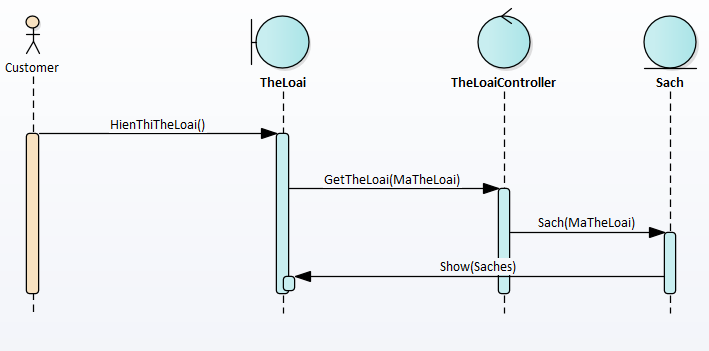 Customer
TheLoai
TheLoaiController
Sach
HienThiTheLoai()
GetTheLoai(MaTheLoai)
Sach(MaTheLoai)
Show(Saches)